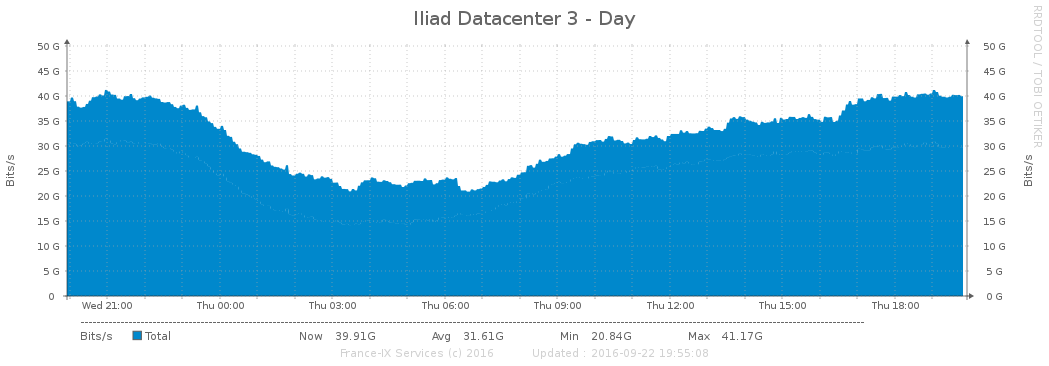 Iliad Datacenter 3 - Day
RRDTOOL / TOBI OETIKER
Bits/s
50 G
45 G
40 G
35 G
30 G
25 G
20 G
15 G
10 G
5 G
0
50 G
45 G
40 G
35 G
30 G
25 G
20 G
15 G
10 G
5 G
0 G
Bits/s
Wed 21:00 Thu 00:00 Thu 03:00 Thu 06:00 Thu 09:00 Thu 12:00 Thu 15:00 Thu 18:00
Bits/s Total Now 39.91G Avg 31.61G Min 20.84G Max 41.17G
France-IX Services (c) 2016 Updated : 2016-09-22 19:55:08